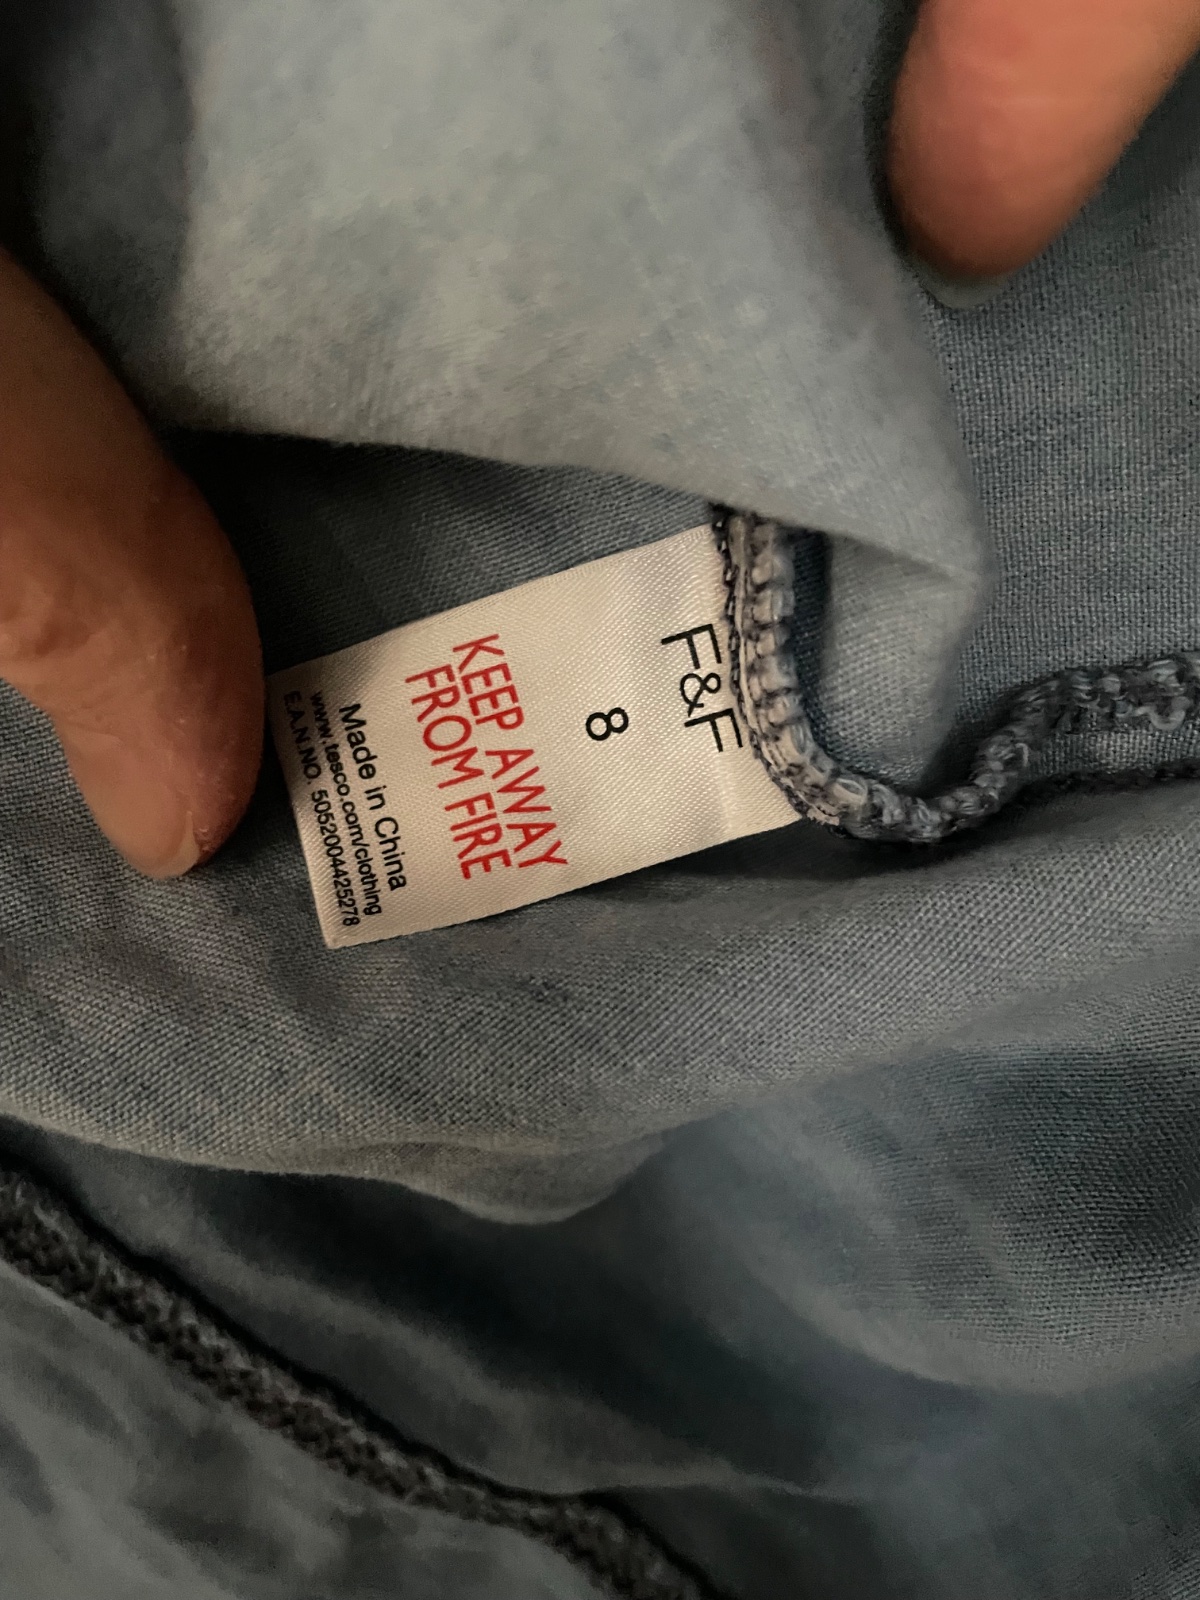 F&F
8
KEEP AWAY
FROM FIRE
Made in China
www.tesco.com/clothing
E.A.N.NO. 5052004425278